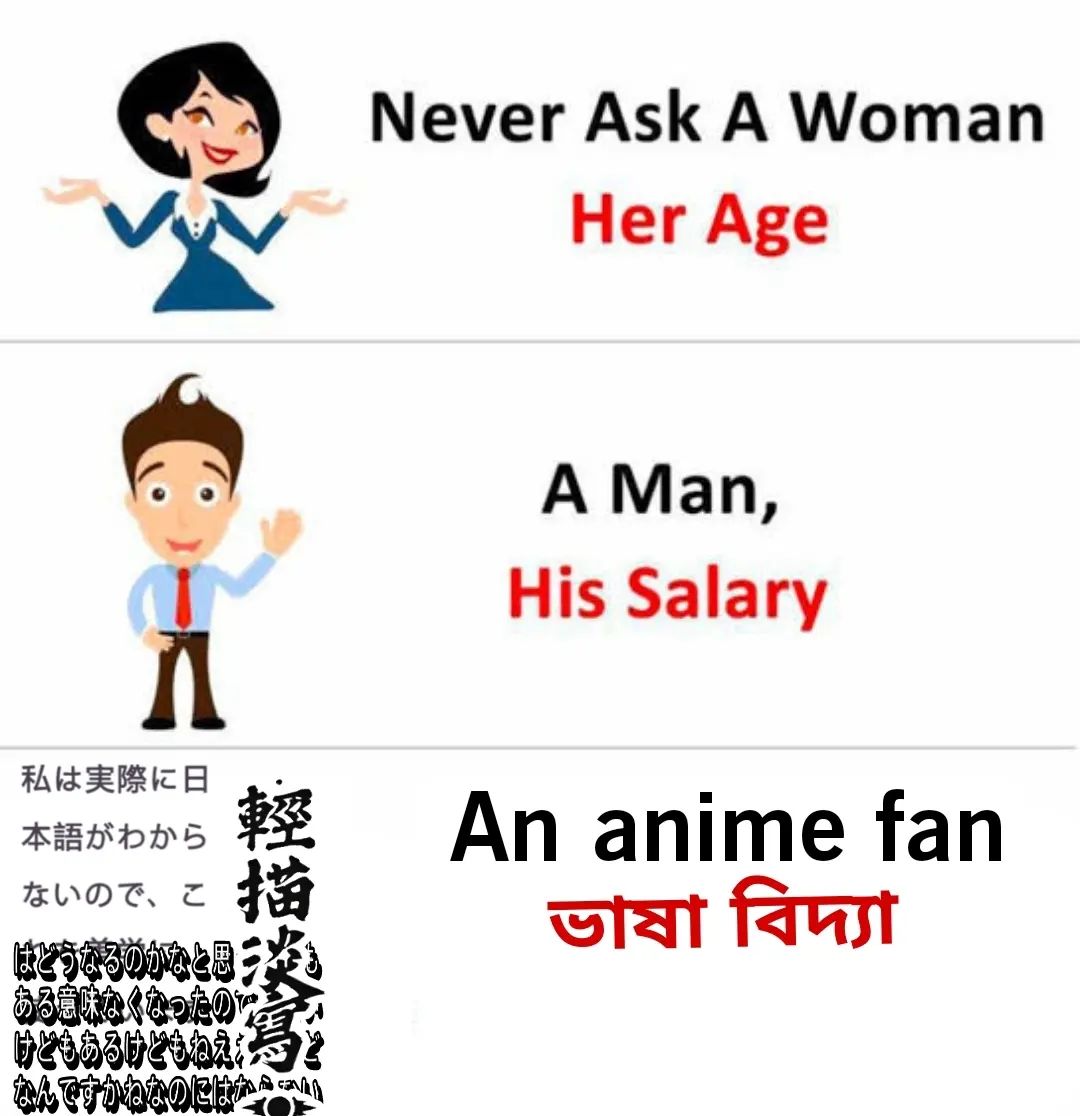 Never Ask A Woman
Her Age
A Man,
His Salary
私は実際に日
本語がわから
ないので、こ
はどうなるのかなと思
ある意味なくなったの
けどもあるけどもねえ
なんですかねなのにはな
輕描淡寫
An anime fan
ভাষা বিদ্যা